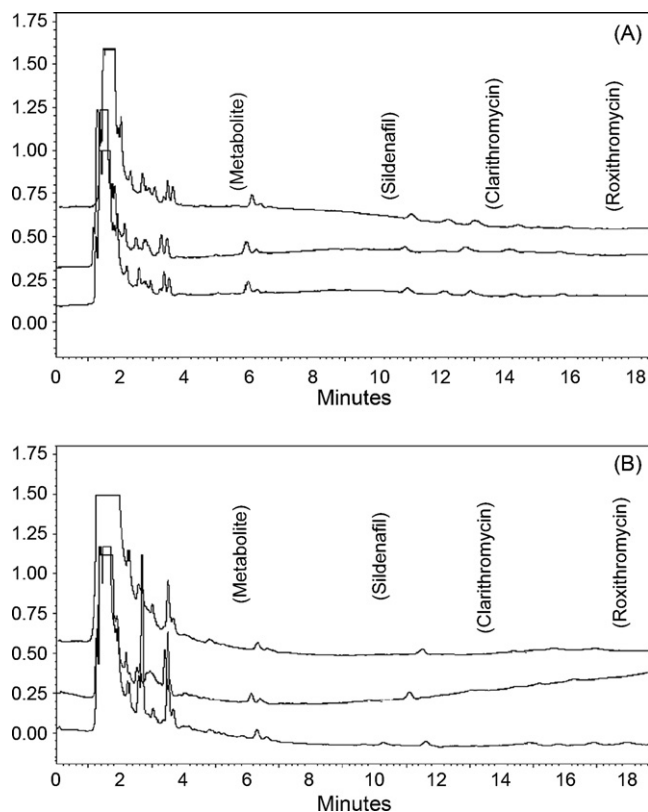 1.75
(A)
1.50
1.25
1.00
0.75
0.50
0.25
0.00
(Metabolite)
(Sildenafil)
(Clarithromycin)
(Roxithromycin)
0 2 4 6 8 10 12 14 16 18
Minutes
1.75
(B)
1.50
1.25
1.00
0.75
0.50
0.25
0.00
(Metabolite)
(Sildenafil)
(Clarithromycin)
(Roxithromycin)
0 2 4 6 8 10 12 14 16 18
Minutes